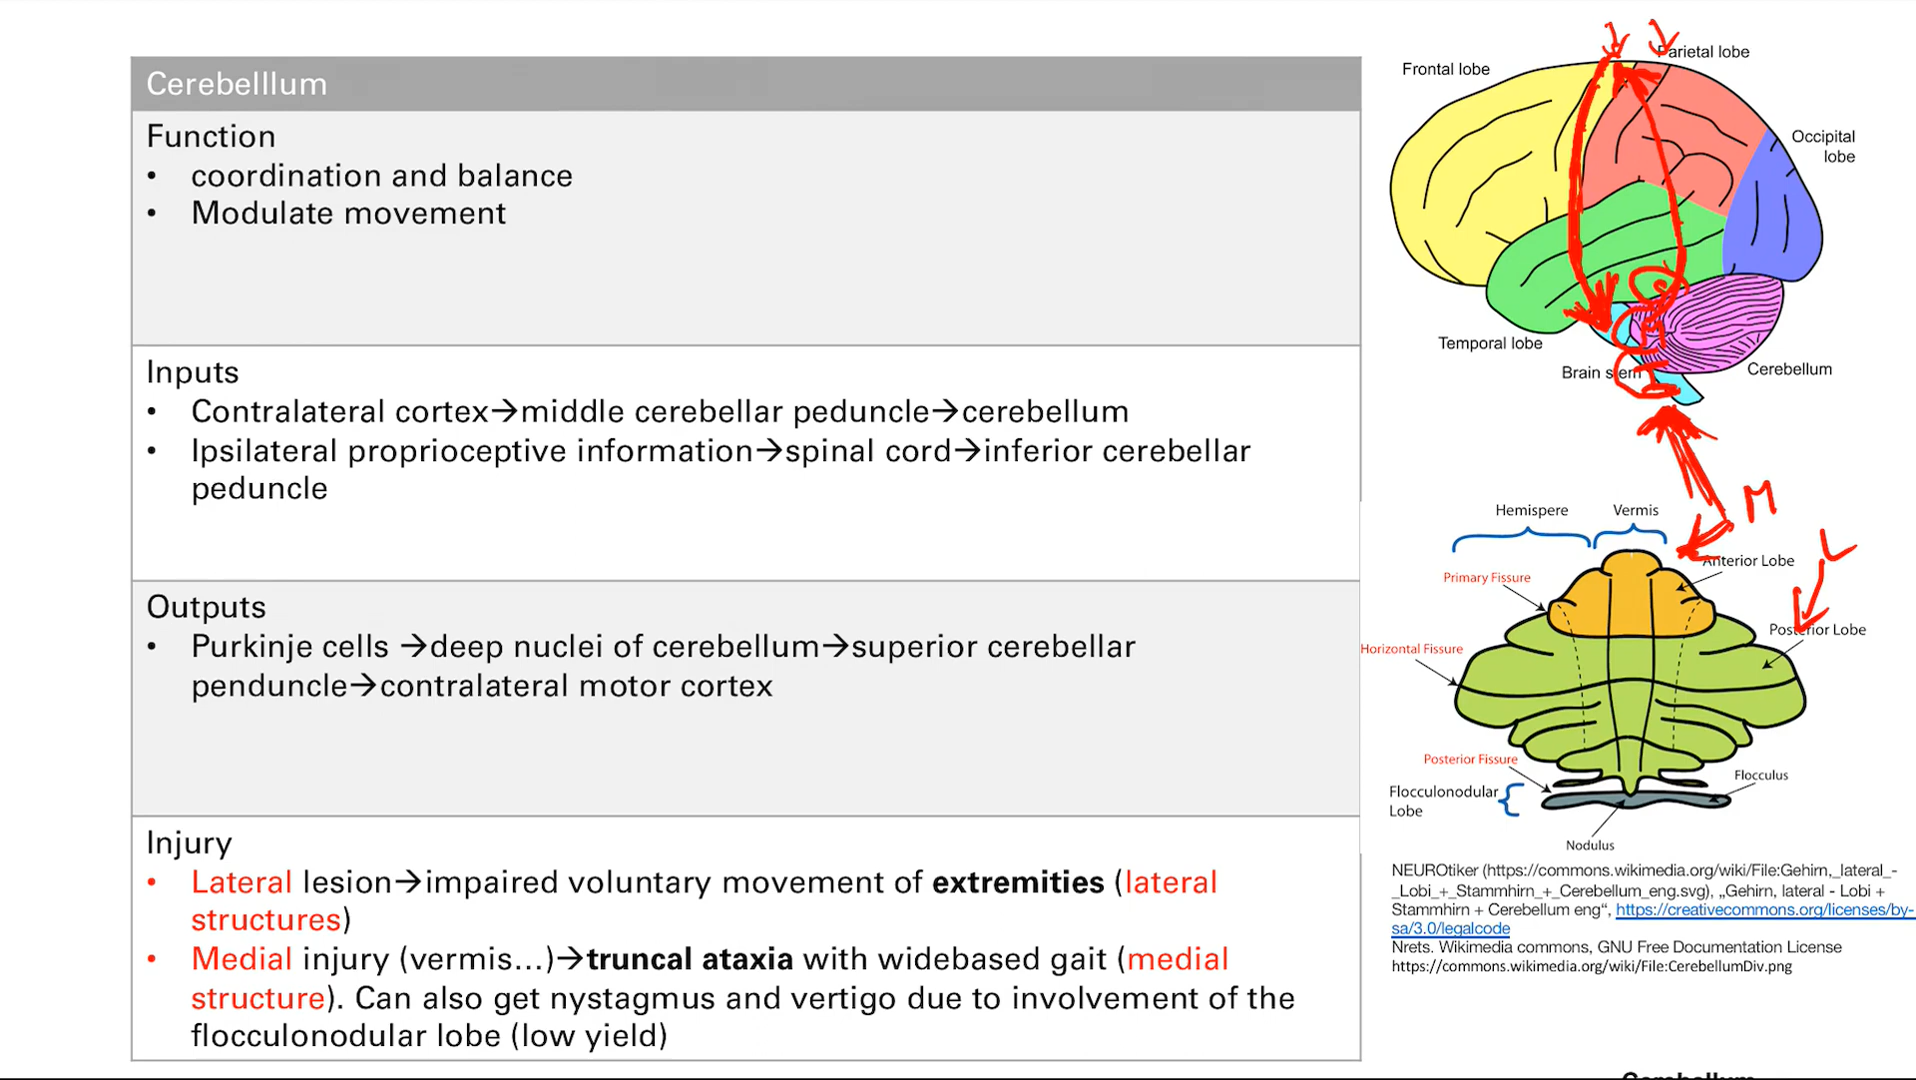 Cerebelllum
Function
• coordination and balance
• Modulate movement
Inputs
• Contralateral cortex→middle cerebellar peduncle→cerebellum
• Ipsilateral proprioceptive information→spinal cord→inferior cerebellar
peduncle
Outputs
• Purkinje cells →deep nuclei of cerebellum→superior cerebellar
penduncle→contralateral motor cortex
Injury
• Lateral lesion→impaired voluntary movement of extremities (lateral
structures)
• Medial injury (vermis...)→truncal ataxia with widebased gait (medial
structure). Can also get nystagmus and vertigo due to involvement of the
flocculonodular lobe (low yield)
Frontal lobe
Parietal lobe
Occipital
lobe
Temporal lobe
Brain stem
Cerebellum
M
L
Hemispere
Vermis
Anterior Lobe
Primary Fissure
Posterior Lobe
Horizontal Fissure
Posterior Fissure
Flocculus
Flocculonodular
Lobe
Nodulus
NEUROtiker (https://commons.wikimedia.org/wiki/File:Gehirn,_lateral_-
_Lobi_+_Stammhirn_+_Cerebellum_eng.svg), „Gehirn, lateral - Lobi +
Stammhirn + Cerebellum eng“, https://creativecommons.org/licenses/by-
sa/3.0/legalcode
Nrets. Wikimedia commons, GNU Free Documentation License
https://commons.wikimedia.org/wiki/File:CerebellumDiv.png
Cerebellum